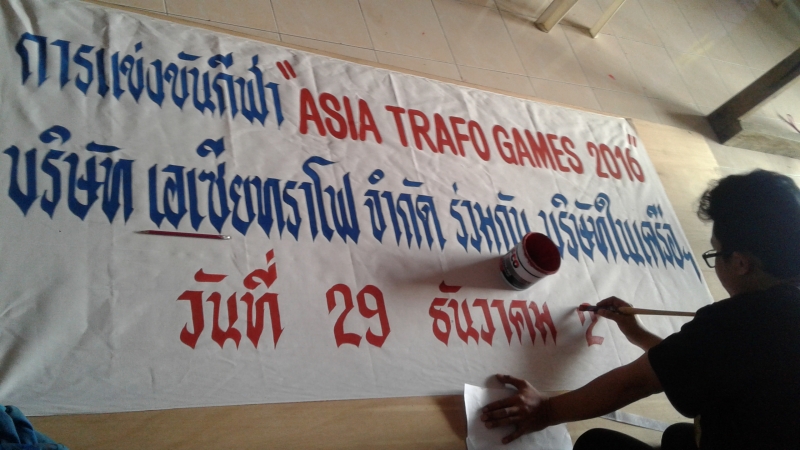 การแข่งขันกีฬา "ASIA TRAFO GAMES 2016"
บริษัท เอเซียทราโฟ จำกัด ร่วมกับ บริษัทในเครือฯ
วันที่ 29 ธันวาคม 2